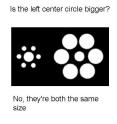 Is the left center circle bigger?
No, they're both the same
size